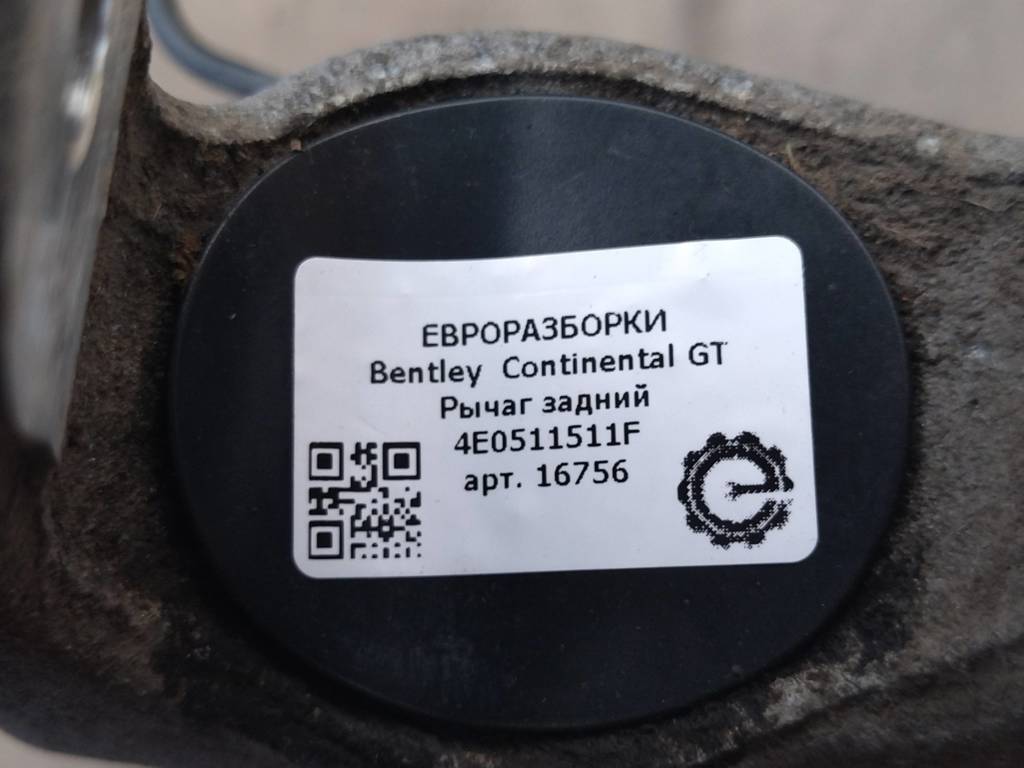 ЕВРОРАЗБОРКИ
Bentley Continental GT
Рычаг задний
4E0511511F
арт. 16756